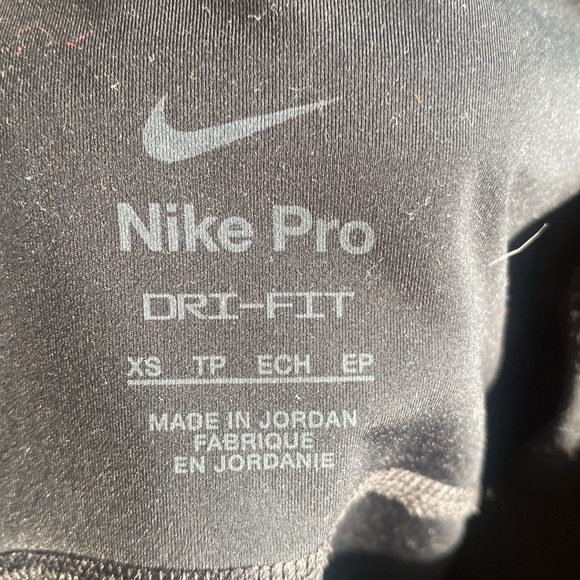 Nike Pro
DRI-FIT
XS TP ECH EP
MADE IN JORDAN
FABRIQUE
EN JORDANIE